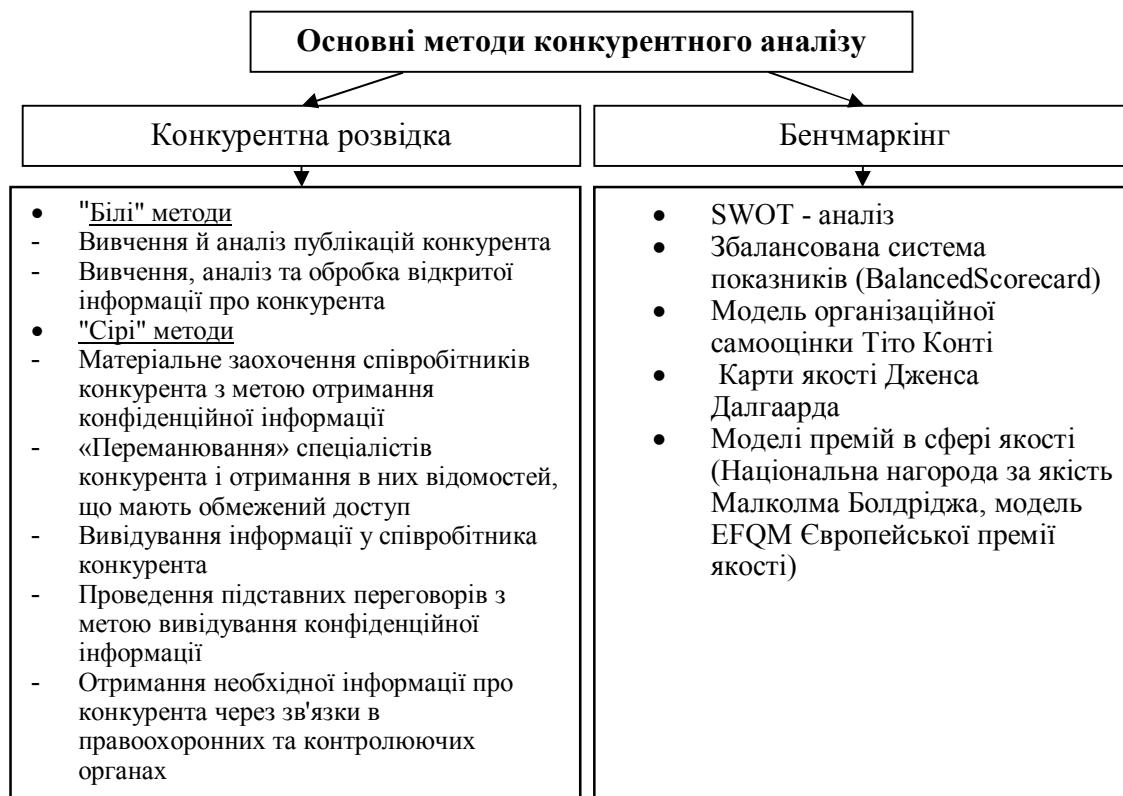 Основні методи конкурентного аналізу
Конкурентна розвідка
Бенчмаркінг
• "Білі" методи
- Вивчення й аналіз публікацій конкурента
- Вивчення, аналіз та обробка відкритої
інформації про конкурента
• "Сірі" методи
- Матеріальне заохочення співробітників
конкурента з метою отримання
конфіденційної інформації
- «Переманювання» спеціалістів
конкурента і отримання в них відомостей,
що мають обмежений доступ
- Вивідування інформації у співробітника
конкурента
- Проведення підставних переговорів з
метою вивідування конфіденційної
інформації
- Отримання необхідної інформації про
конкурента через зв'язки в
правоохоронних та контролюючих
органах
• SWOT - аналіз
• Збалансована система
показників (BalancedScorecard)
• Модель організаційної
самооцінки Тіто Конті
• Карти якості Дженса
Далгаарда
• Моделі премій в сфері якості
(Національна нагорода за якість
Малколма Болдріджа, модель
EFQM Європейської премії
якості)